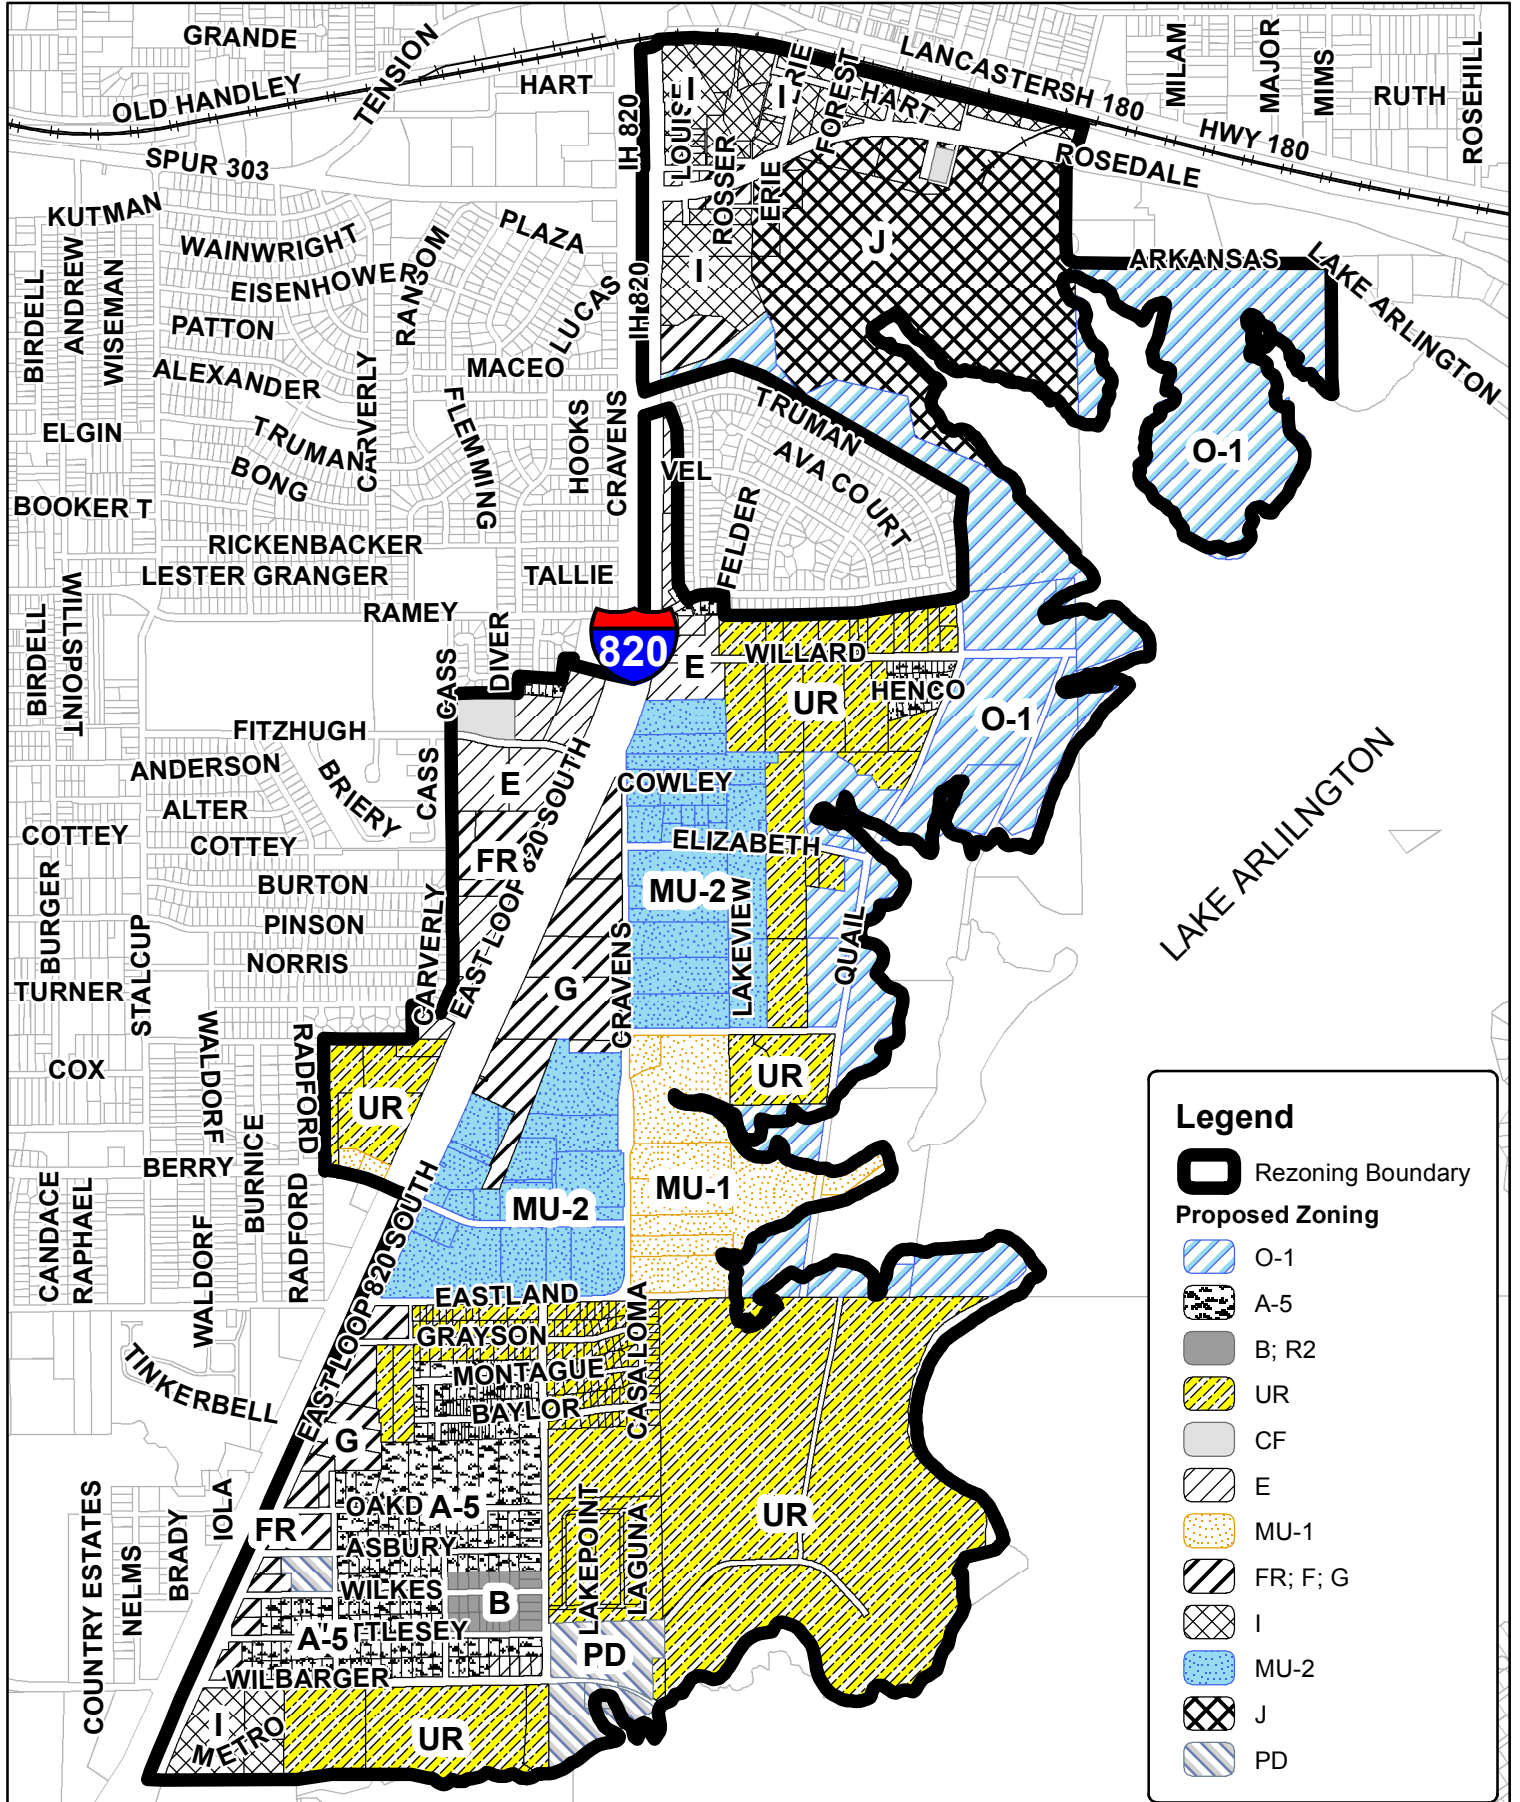 GRANDE
OLD HANDLEY
TENSION
HART
IH 820
LOUISE
I
I
ERIE
FOREST
HART
LANCASTER
SH 180
MILAM
MAJOR
MIMS
RUTH
ROSEHILL
HWY 180
ROSEDALE
SPUR 303
ROSSER
ERIE
J
I
KUTMAN
WAINWRIGHT
EISENHOWER
PATTON
ALEXANDER
RANSOM
PLAZA
LUCAS
IH 820
MACEO
ARKANSAS
LAKE ARLINGTON
BIRDELL
ANDREW
WISEMAN
CARVERLY
ELGIN
TRUMAN
BONG
FLEMMING
HOOKS
CRAVENS
VEL
TRUMAN
AVA COURT
FELDER
O-1
BOOKER T
RICKENBACKER
LESTER GRANGER
TALLIE
RAMEY
BIRDELL
WILLSPOINT
CASS
DIVER
820
E
WILLARD
UR
HENCO
O-1
FITZHUGH
ANDERSON
BRIERY
CASS
E
ALTER
COTTEY
COTTEY
COWLEY
ELIZABETH
FR
EAST LOOP 820 SOUTH
MU-2
LAKEVIEW
QUAIL
LAKE ARLILNGTON
BURTON
PINSON
NORRIS
BURGER
STALCUP
TURNER
CARVERLY
G
CRAVENS
COX
WALDORF
RADFORD
BURNICE
UR
UR
BERRY
CANDACE
RAPHAEL
WALDORF
RADFORD
MU-2
MU-1
EAST LOOP 820 SOUTH
EASTLAND
GRAYSON
MONTAGUE
BAYLOR
CASA LOMA
TINKERBELL
G
OAKD
A-5
FR
ASBURY
WILKES
B
LAKEPOINT
LAGUNA
UR
COUNTRY ESTATES
NELMS
BRADY
IOLA
A-5
TTLESEY
WILBARGER
PD
I
METRO
UR
Legend
Rezoning Boundary
Proposed Zoning
O-1
A-5
B; R2
UR
CF
E
MU-1
FR; F; G
I
MU-2
J
PD